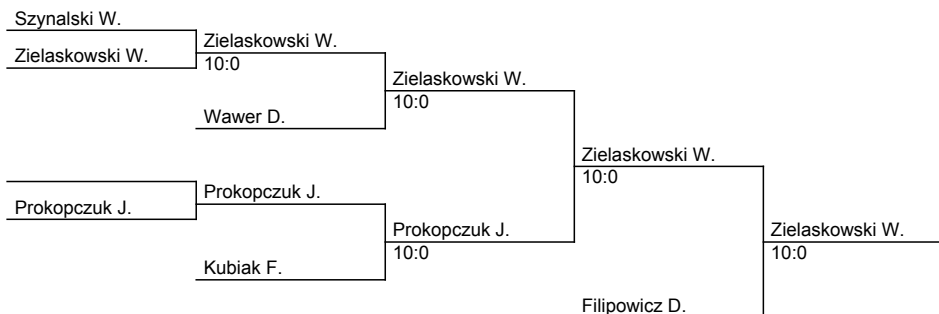 Szynalski W.
Zielaskowski W.
Zielaskowski W.
10:0
Wawer D.
Zielaskowski W.
10:0
Prokopczuk J.
Prokopczuk J.
Kubiak F.
Prokopczuk J.
10:0
Zielaskowski W.
10:0
Filipowicz D.
Zielaskowski W.
10:0